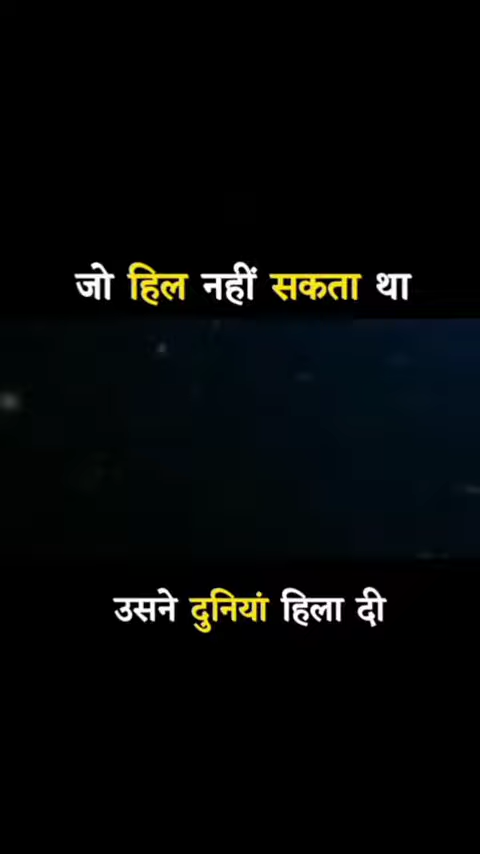 जो हिल नहीं सकता था
उसने दुनियां हिला दी